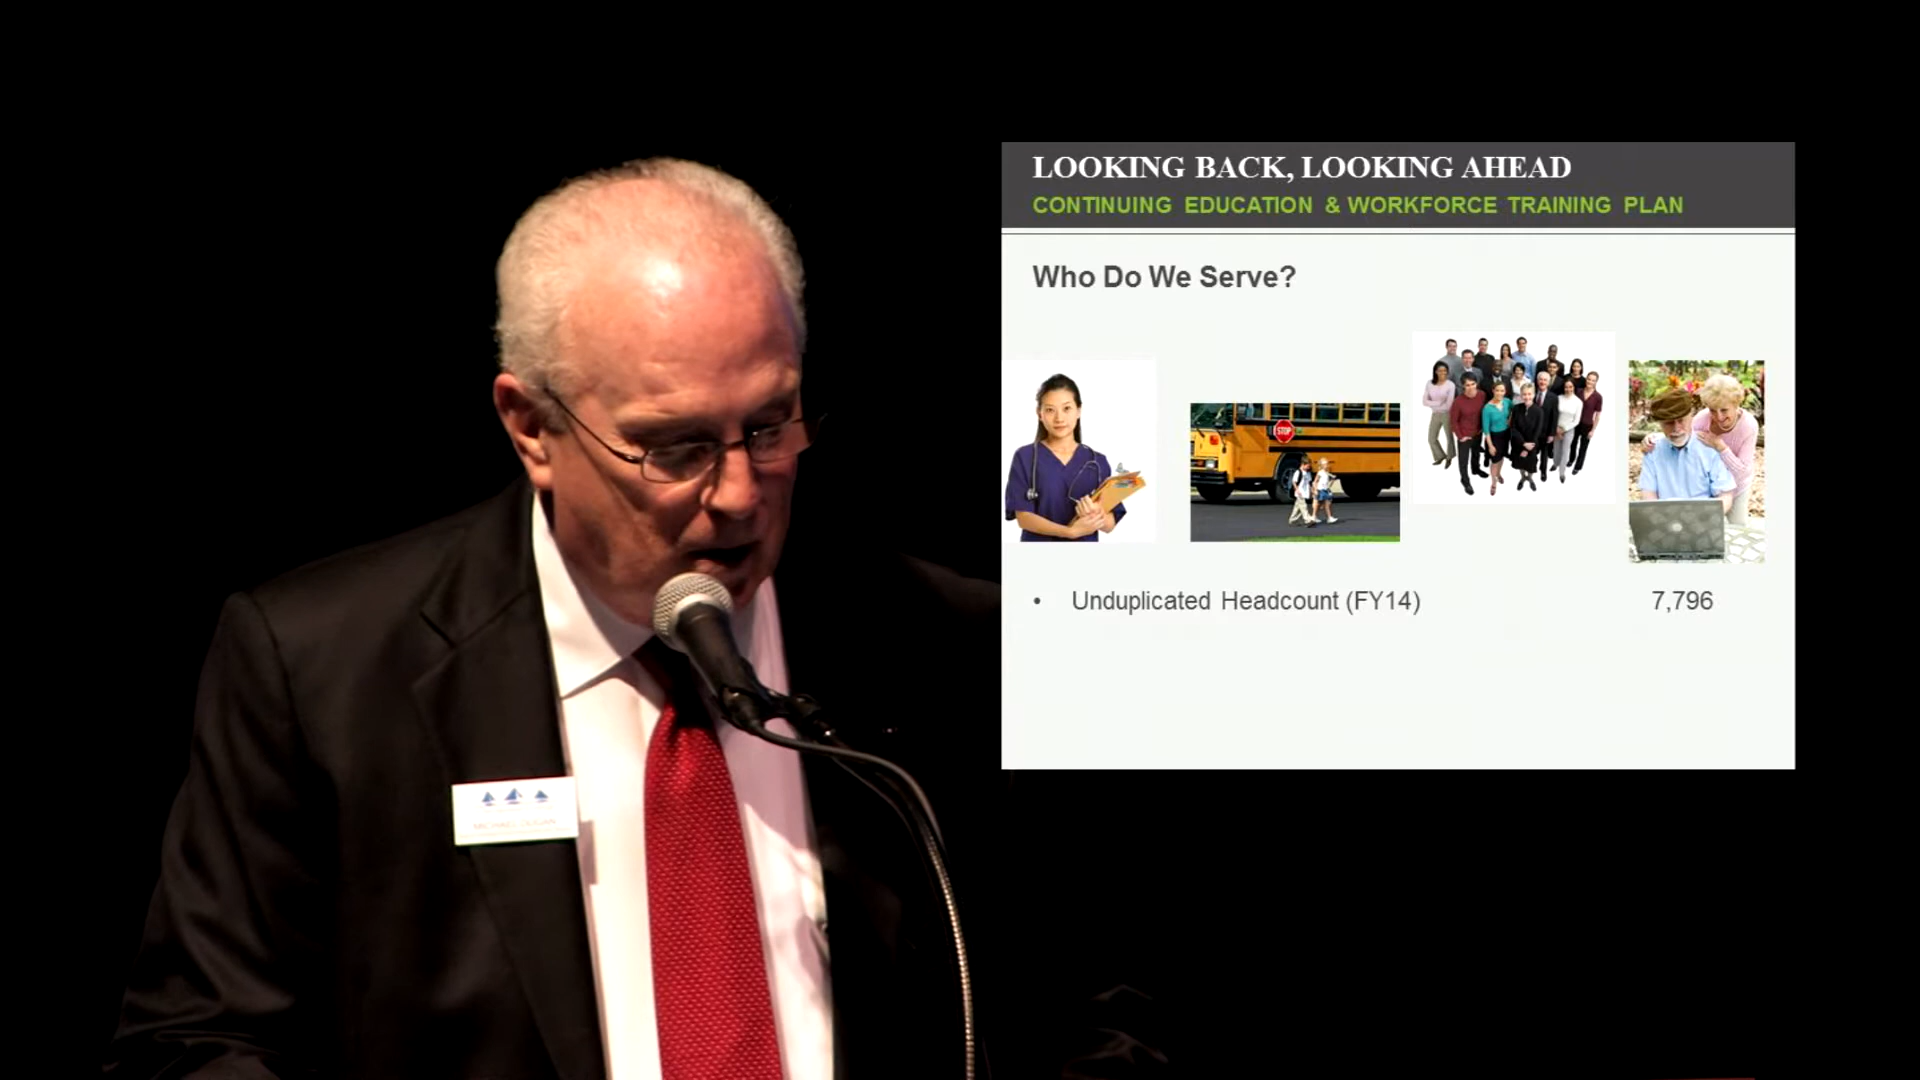 LOOKING BACK, LOOKING AHEAD
CONTINUING EDUCATION & WORKFORCE TRAINING PLAN
Who Do We Serve?
STOP
• Unduplicated Headcount (FY14) 7,796